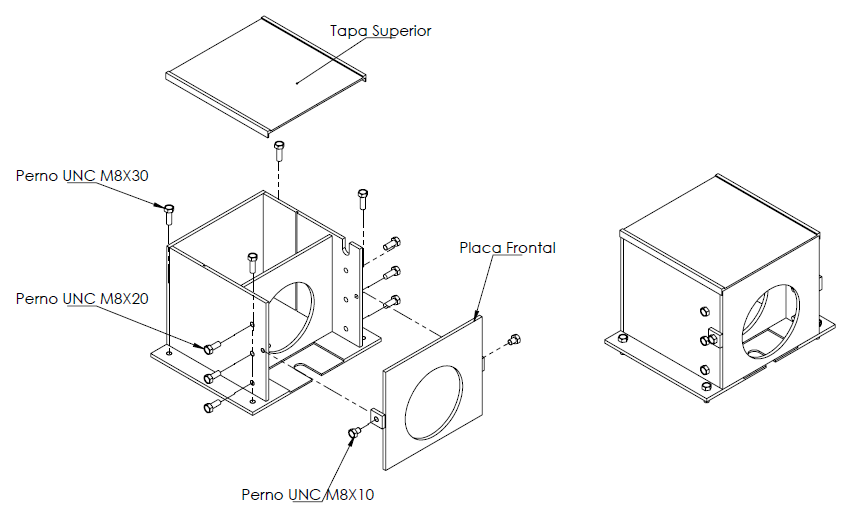 Tapa Superior
Perno UNC M8X30
Placa Frontal
Perno UNC M8X20
Perno UNC M8X10